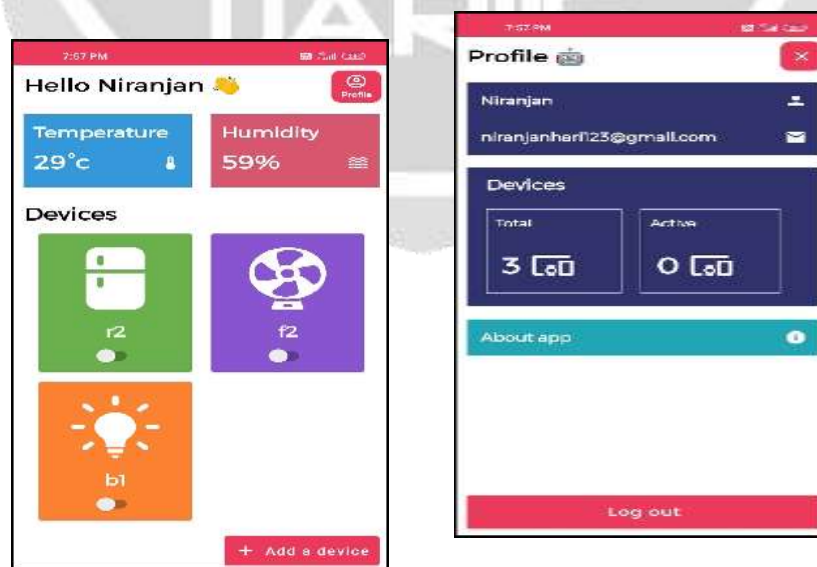 7:57 PM
Hello Niranjan 👋
Profile
Temperature
29°c
Humidity
59%
Devices
r2
f2
b1
+ Add a device
7:57 PM
Profile 🤖
Niranjan
niranjanhari123@gmail.com
Devices
Total
3
Active
0
About app
Log out